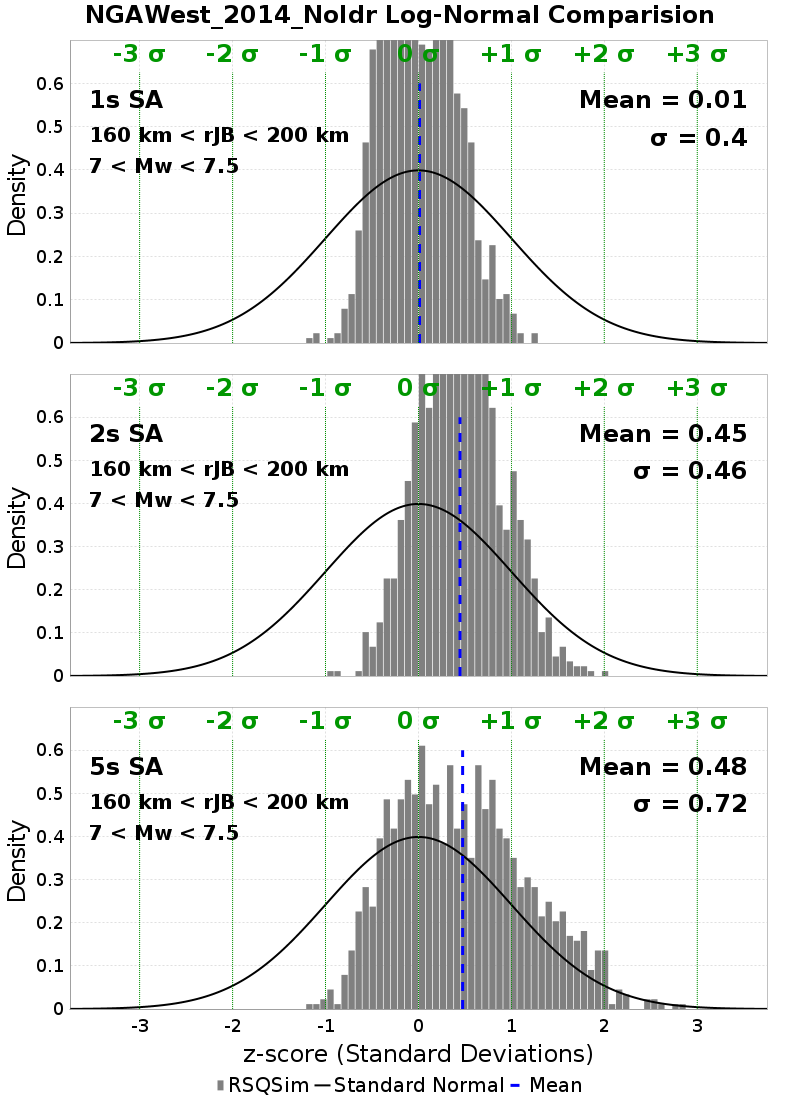 NGAWest_2014_NoIdr Log-Normal Comparision
-3 σ -2 σ -1 σ 0 σ +1 σ +2 σ +3 σ
1s SA Mean = 0.01
160 km < rJB < 200 km σ = 0.4
7 < Mw < 7.5
Density
0.6
0.5
0.4
0.3
0.2
0.1
0
-3 σ -2 σ -1 σ 0 σ +1 σ +2 σ +3 σ
2s SA Mean = 0.45
160 km < rJB < 200 km σ = 0.46
7 < Mw < 7.5
Density
0.6
0.5
0.4
0.3
0.2
0.1
0
-3 σ -2 σ -1 σ 0 σ +1 σ +2 σ +3 σ
5s SA Mean = 0.48
160 km < rJB < 200 km σ = 0.72
7 < Mw < 7.5
Density
0.6
0.5
0.4
0.3
0.2
0.1
0
-3 -2 -1 0 1 2 3
z-score (Standard Deviations)
RSQSim Standard Normal Mean